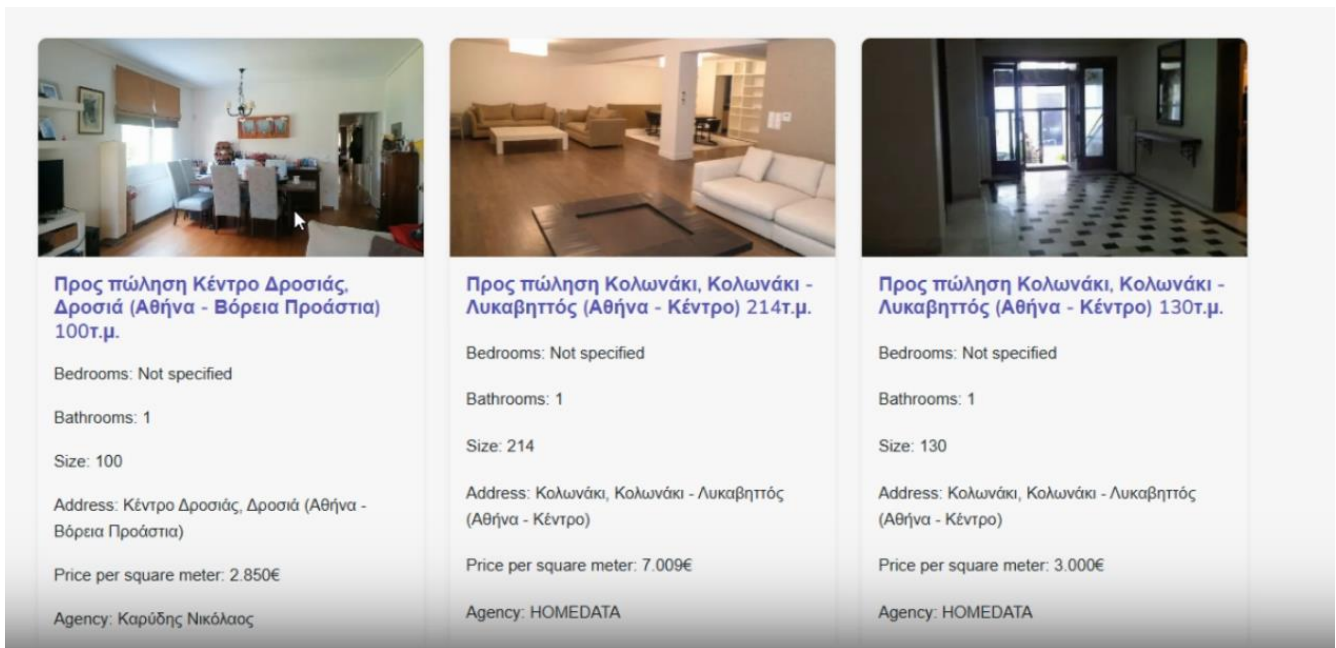 Προς πώληση Κέντρο Δροσιάς,
Δροσιά (Αθήνα - Βόρεια Προάστια)
100τ.μ.
Bedrooms: Not specified
Bathrooms: 1
Size: 100
Address: Κέντρο Δροσιάς, Δροσιά (Αθήνα -
Βόρεια Προάστια)
Price per square meter: 2.850€
Agency: Καρύδης Νικόλαος
Προς πώληση Κολωνάκι, Κολωνάκι -
Λυκαβηττός (Αθήνα - Κέντρο) 214τ.μ.
Bedrooms: Not specified
Bathrooms: 1
Size: 214
Address: Κολωνάκι, Κολωνάκι - Λυκαβηττός
(Αθήνα - Κέντρο)
Price per square meter: 7.009€
Agency: HOMEDATA
Προς πώληση Κολωνάκι, Κολωνάκι -
Λυκαβηττός (Αθήνα - Κέντρο) 130τ.μ.
Bedrooms: Not specified
Bathrooms: 1
Size: 130
Address: Κολωνάκι, Κολωνάκι - Λυκαβηττός
(Αθήνα - Κέντρο)
Price per square meter: 3.000€
Agency: HOMEDATA